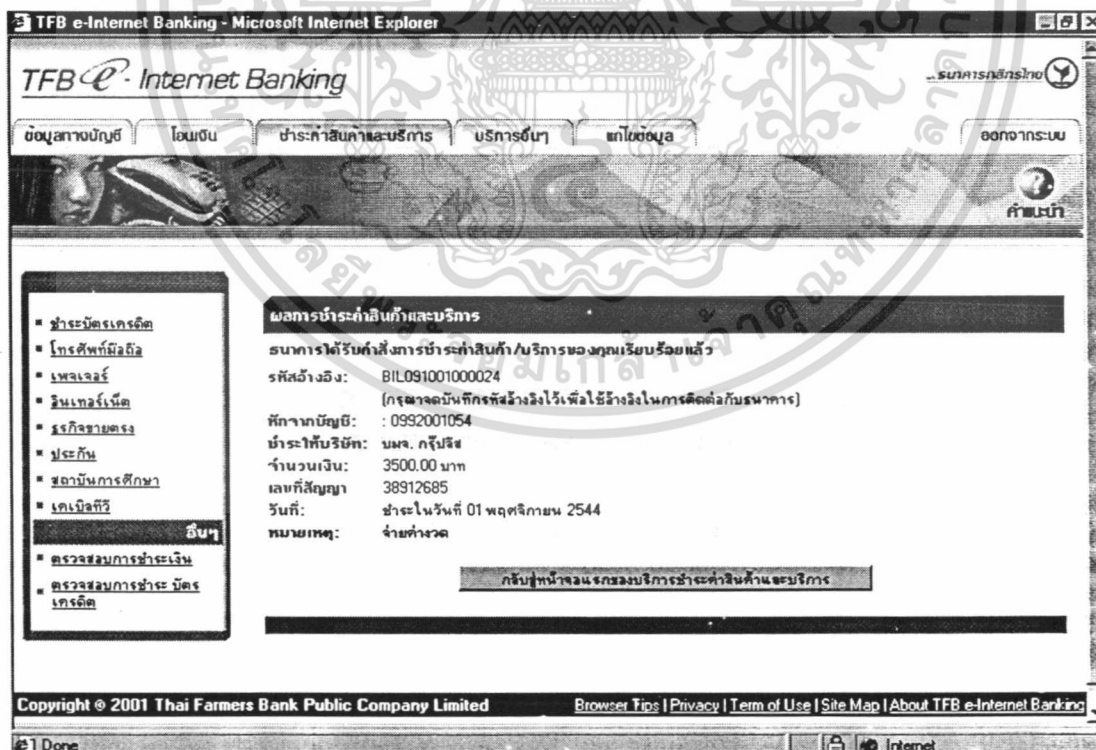 TFB e-Internet Banking - Microsoft Internet Explorer
TFB e - Internet Banking
ธนาคารกสิกรไทย
ข้อมูลทางบัญชี โอนเงิน ชำระค่าสินค้าและบริการ บริการอื่นๆ แก้ไขข้อมูล ออกจากระบบ
คำแนะนำ
ชำระบัตรเครดิต
โทรศัพท์มือถือ
เพจเจอร์
อินเทอร์เน็ต
ธุรกิจขายตรง
ประกัน
สถาบันการศึกษา
เคเบิลทีวี
อื่นๆ
ตรวจสอบการชำระเงิน
ตรวจสอบการชำระ บัตร
เครดิต
ผลการชำระค่าสินค้าและบริการ
ธนาคารได้รับคำสั่งการชำระค่าสินค้า/บริการของคุณเรียบร้อยแล้ว
รหัสอ้างอิง: BIL091001000024
(กรุณาจดบันทึกรหัสอ้างอิงไว้เพื่อใช้อ้างอิงในการติดต่อกับธนาคาร)
หักจากบัญชี: : 0992001054
ชำระให้บริษัท: บมจ. กรุ๊ปลีส
จำนวนเงิน: 3500.00 บาท
เลขที่สัญญา 38912685
วันที่: ชำระในวันที่ 01 พฤศจิกายน 2544
หมายเหตุ: จ่ายค่างวด
กลับสู่หน้าจอแรกของบริการชำระค่าสินค้าและบริการ
Copyright © 2001 Thai Farmers Bank Public Company Limited Browser Tips | Privacy | Term of Use | Site Map | About TFB e-Internet Banking
Done Internet